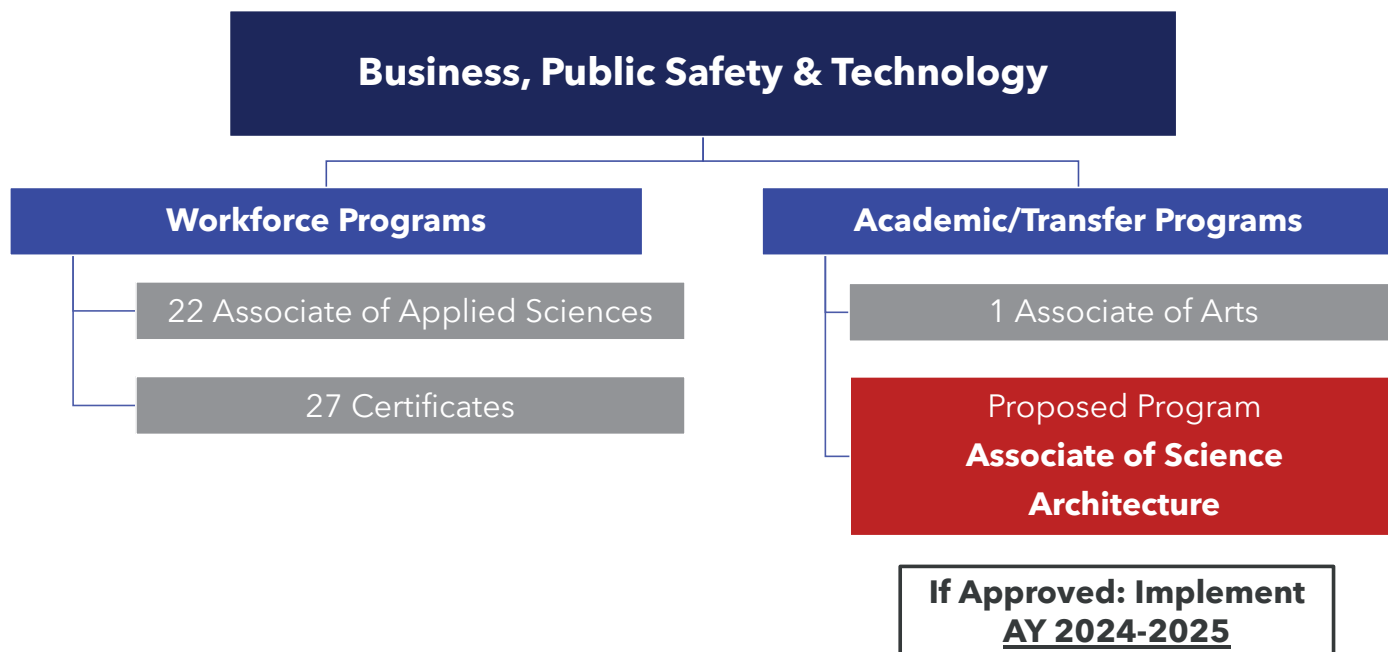 Business, Public Safety & Technology
Workforce Programs
22 Associate of Applied Sciences
27 Certificates
Academic/Transfer Programs
1 Associate of Arts
Proposed Program
Associate of Science
Architecture
If Approved: Implement
AY 2024-2025